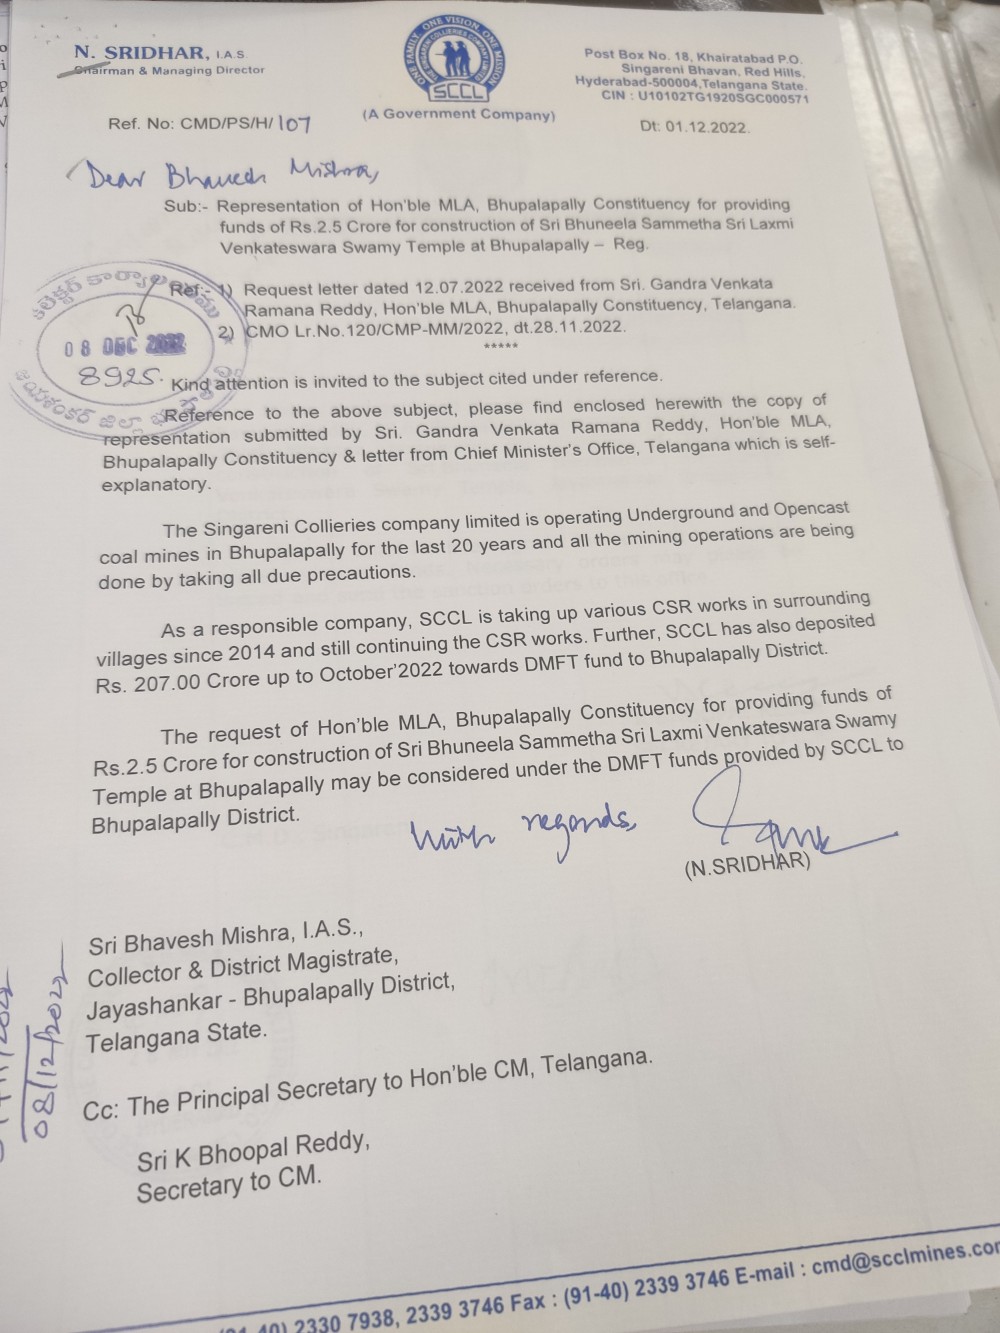 N. SRIDHAR, I.A.S.
Chairman & Managing Director
ONE FAMILY, ONE VISION, ONE MISSION
SCCL
(A Government Company)
Post Box No. 18, Khairatabad P.O.
Singareni Bhavan, Red Hills,
Hyderabad-500004, Telangana State.
CIN : U10102TG1920SGC000571
Ref. No: CMD/PS/H/ 107
Dt: 01.12.2022.
Dear Bhavesh Mishra,
Sub:- Representation of Hon'ble MLA, Bhupalapally Constituency for providing
funds of Rs.2.5 Crore for construction of Sri Bhuneela Sammetha Sri Laxmi
Venkateswara Swamy Temple at Bhupalapally – Reg.
Ref:- 1) Request letter dated 12.07.2022 received from Sri. Gandra Venkata
Ramana Reddy, Hon'ble MLA, Bhupalapally Constituency, Telangana.
2) CMO Lr.No.120/CMP-MM/2022, dt.28.11.2022.
*****
08 DEC 2022
8925.
Kind attention is invited to the subject cited under reference.
Reference to the above subject, please find enclosed herewith the copy of
representation submitted by Sri. Gandra Venkata Ramana Reddy, Hon'ble MLA,
Bhupalapally Constituency & letter from Chief Minister's Office, Telangana which is self-
explanatory.
The Singareni Collieries company limited is operating Underground and Opencast
coal mines in Bhupalapally for the last 20 years and all the mining operations are being
done by taking all due precautions.
As a responsible company, SCCL is taking up various CSR works in surrounding
villages since 2014 and still continuing the CSR works. Further, SCCL has also deposited
Rs. 207.00 Crore up to October'2022 towards DMFT fund to Bhupalapally District.
The request of Hon'ble MLA, Bhupalapally Constituency for providing funds of
Rs.2.5 Crore for construction of Sri Bhuneela Sammetha Sri Laxmi Venkateswara Swamy
Temple at Bhupalapally may be considered under the DMFT funds provided by SCCL to
Bhupalapally District.
With regards,
(N.SRIDHAR)
Sri Bhavesh Mishra, I.A.S.,
Collector & District Magistrate,
Jayashankar - Bhupalapally District,
Telangana State.
08/12/2022
Cc: The Principal Secretary to Hon'ble CM, Telangana.
Sri K Bhoopal Reddy,
Secretary to CM.
40) 2330 7938, 2339 3746 Fax : (91-40) 2339 3746 E-mail : cmd@scclmines.com